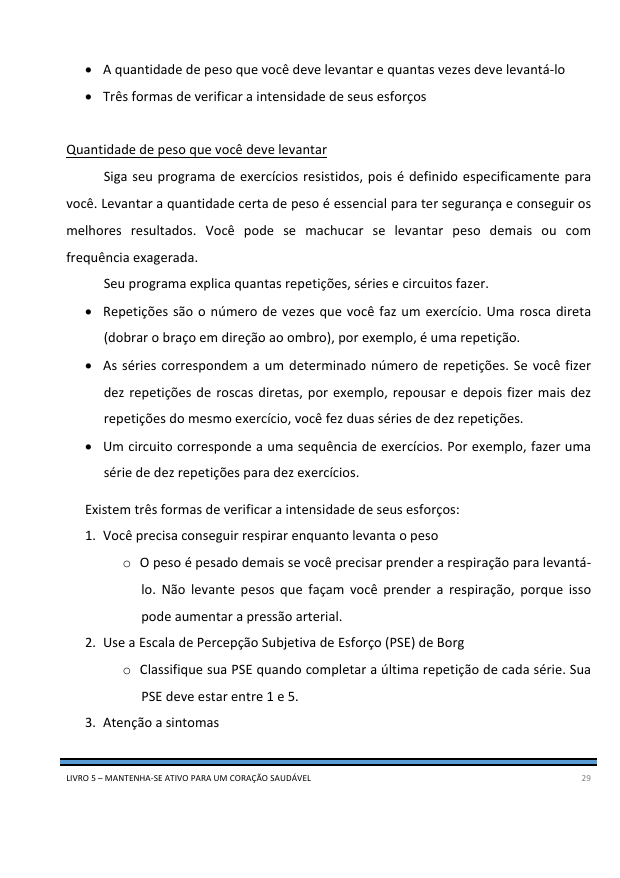 • A quantidade de peso que você deve levantar e quantas vezes deve levantá-lo
• Três formas de verificar a intensidade de seus esforços
Quantidade de peso que você deve levantar
Siga seu programa de exercícios resistidos, pois é definido especificamente para
você. Levantar a quantidade certa de peso é essencial para ter segurança e conseguir os
melhores resultados. Você pode se machucar se levantar peso demais ou com
frequência exagerada.
Seu programa explica quantas repetições, séries e circuitos fazer.
• Repetições são o número de vezes que você faz um exercício. Uma rosca direta
(dobrar o braço em direção ao ombro), por exemplo, é uma repetição.
• As séries correspondem a um determinado número de repetições. Se você fizer
dez repetições de roscas diretas, por exemplo, repousar e depois fizer mais dez
repetições do mesmo exercício, você fez duas séries de dez repetições.
• Um circuito corresponde a uma sequência de exercícios. Por exemplo, fazer uma
série de dez repetições para dez exercícios.
Existem três formas de verificar a intensidade de seus esforços:
1. Você precisa conseguir respirar enquanto levanta o peso
○ O peso é pesado demais se você precisar prender a respiração para levantá-
lo. Não levante pesos que façam você prender a respiração, porque isso
pode aumentar a pressão arterial.
2. Use a Escala de Percepção Subjetiva de Esforço (PSE) de Borg
○ Classifique sua PSE quando completar a última repetição de cada série. Sua
PSE deve estar entre 1 e 5.
3. Atenção a sintomas
LIVRO 5 – MANTENHA-SE ATIVO PARA UM CORAÇÃO SAUDÁVEL 29